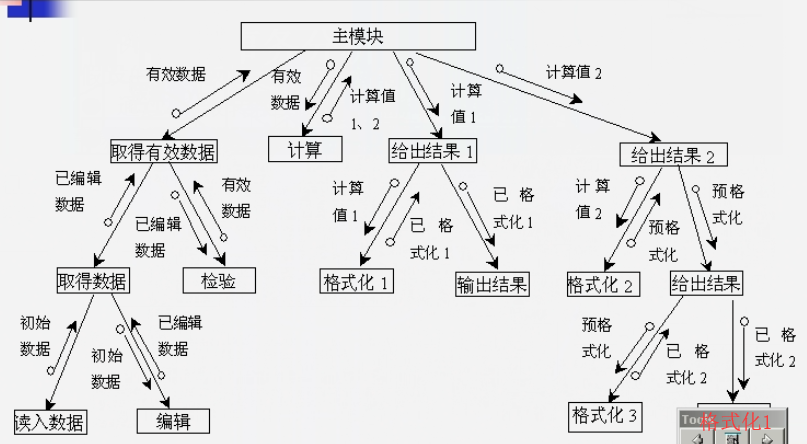 主模块
有效数据
有效
数据
计算值
1、2
计算
值1
计算值2
取得有效数据
计算
给出结果1
给出结果2
已编辑
数据
已编辑
数据
有效
数据
计算
值1
已 格
式化1
已 格
式化1
计算
值2
预格
式化
预格
式化
取得数据
检验
格式化1
输出结果
格式化2
给出结果
初始
数据
初始
数据
已编辑
数据
预格
式化
已 格
式化2
已 格
式化2
读入数据
编辑
格式化3
格式化1